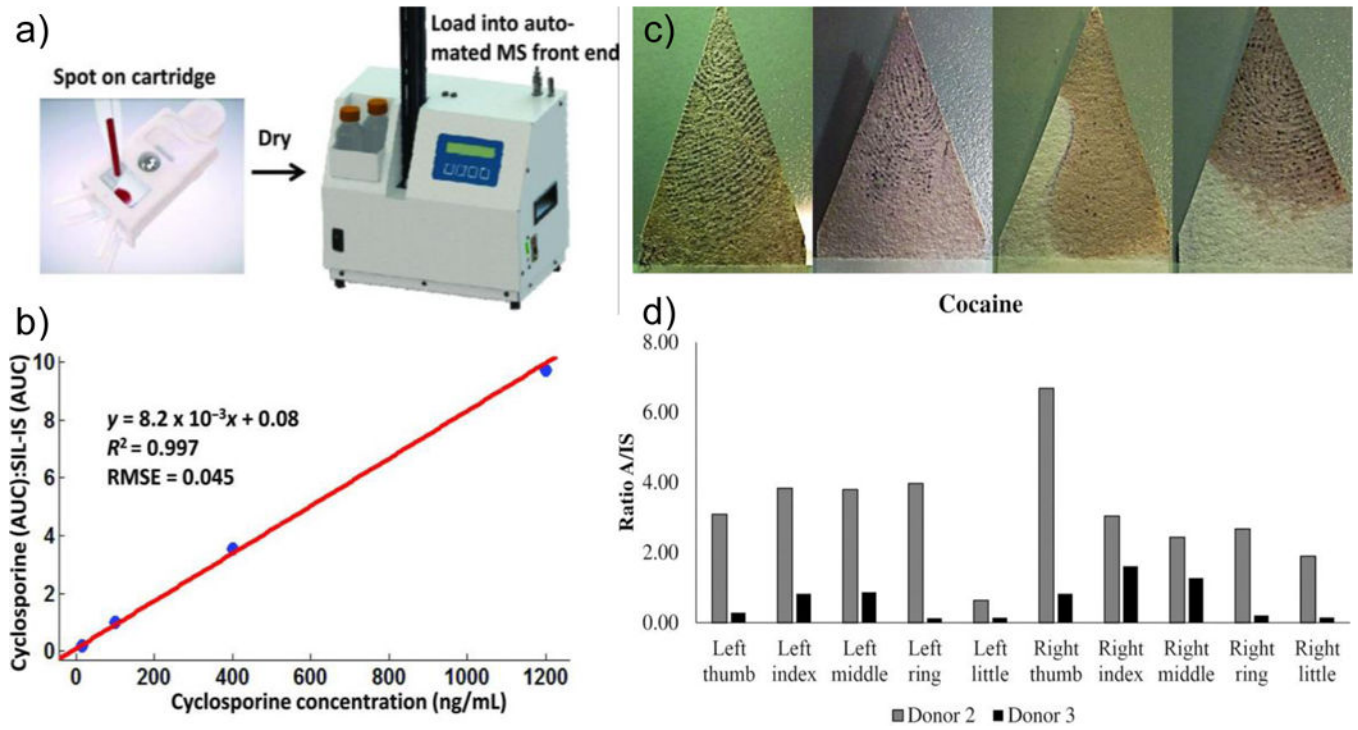 a)
Spot on cartridge
Dry
Load into auto-
mated MS front end
b)
Cyclosporine (AUC):SIL-IS (AUC)
10
8
6
4
2
0
y = 8.2 x 10⁻³x + 0.08
R² = 0.997
RMSE = 0.045
0 200 400 600 800 1000 1200
Cyclosporine concentration (ng/mL)
c)
d)
Cocaine
Ratio A/IS
8.00
6.00
4.00
2.00
0.00
Left thumb
Left index
Left middle
Left ring
Left little
Right thumb
Right index
Right middle
Right ring
Right little
Donor 2 Donor 3